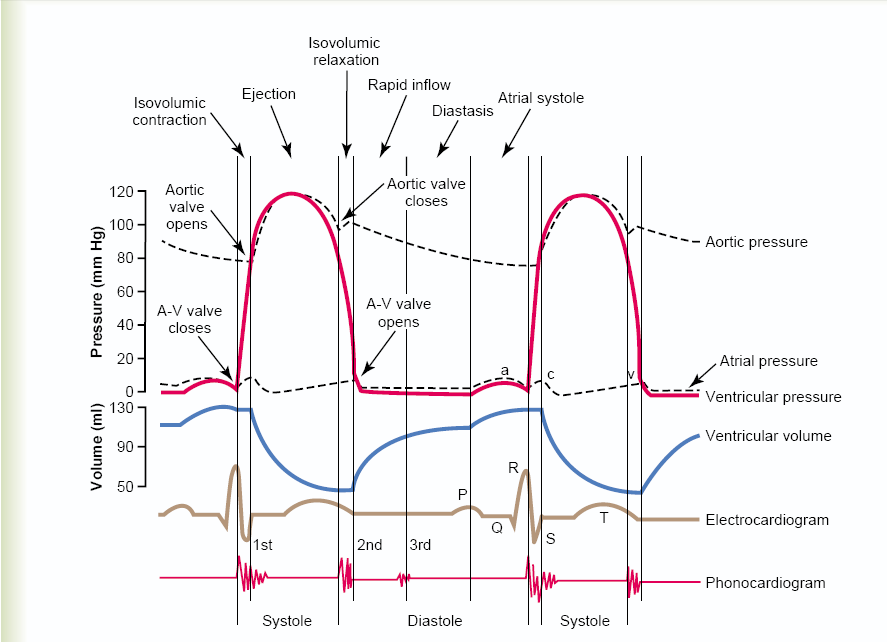 Isovolumic
relaxation
Ejection
Rapid inflow
Isovolumic
contraction
Diastasis
Atrial systole
120
100
80
60
40
20
0
Pressure (mm Hg)
Aortic
valve
opens
Aortic valve
closes
A-V valve
closes
A-V valve
opens
a
c
v
Aortic pressure
Atrial pressure
Ventricular pressure
130
90
50
Volume (ml)
Ventricular volume
R
P
Q
S
T
Electrocardiogram
1st
2nd
3rd
Phonocardiogram
Systole
Diastole
Systole